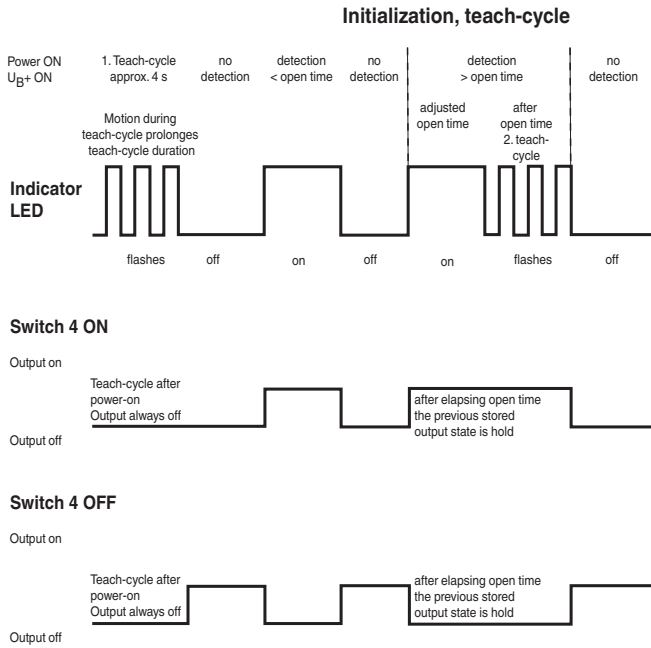 Initialization, teach-cycle
Power ON
UB+ ON
1. Teach-cycle
approx. 4 s
no
detection
detection
< open time
no
detection
detection
> open time
no
detection
Motion during
teach-cycle prolonges
teach-cycle duration
adjusted
open time
after
open time
2. teach-
cycle
Indicator
LED
flashes
off
on
off
on
flashes
off
Switch 4 ON
Output on
Teach-cycle after
power-on
Output always off
after elapsing open time
the previous stored
output state is hold
Output off
Switch 4 OFF
Output on
Teach-cycle after
power-on
Output always off
after elapsing open time
the previous stored
output state is hold
Output off